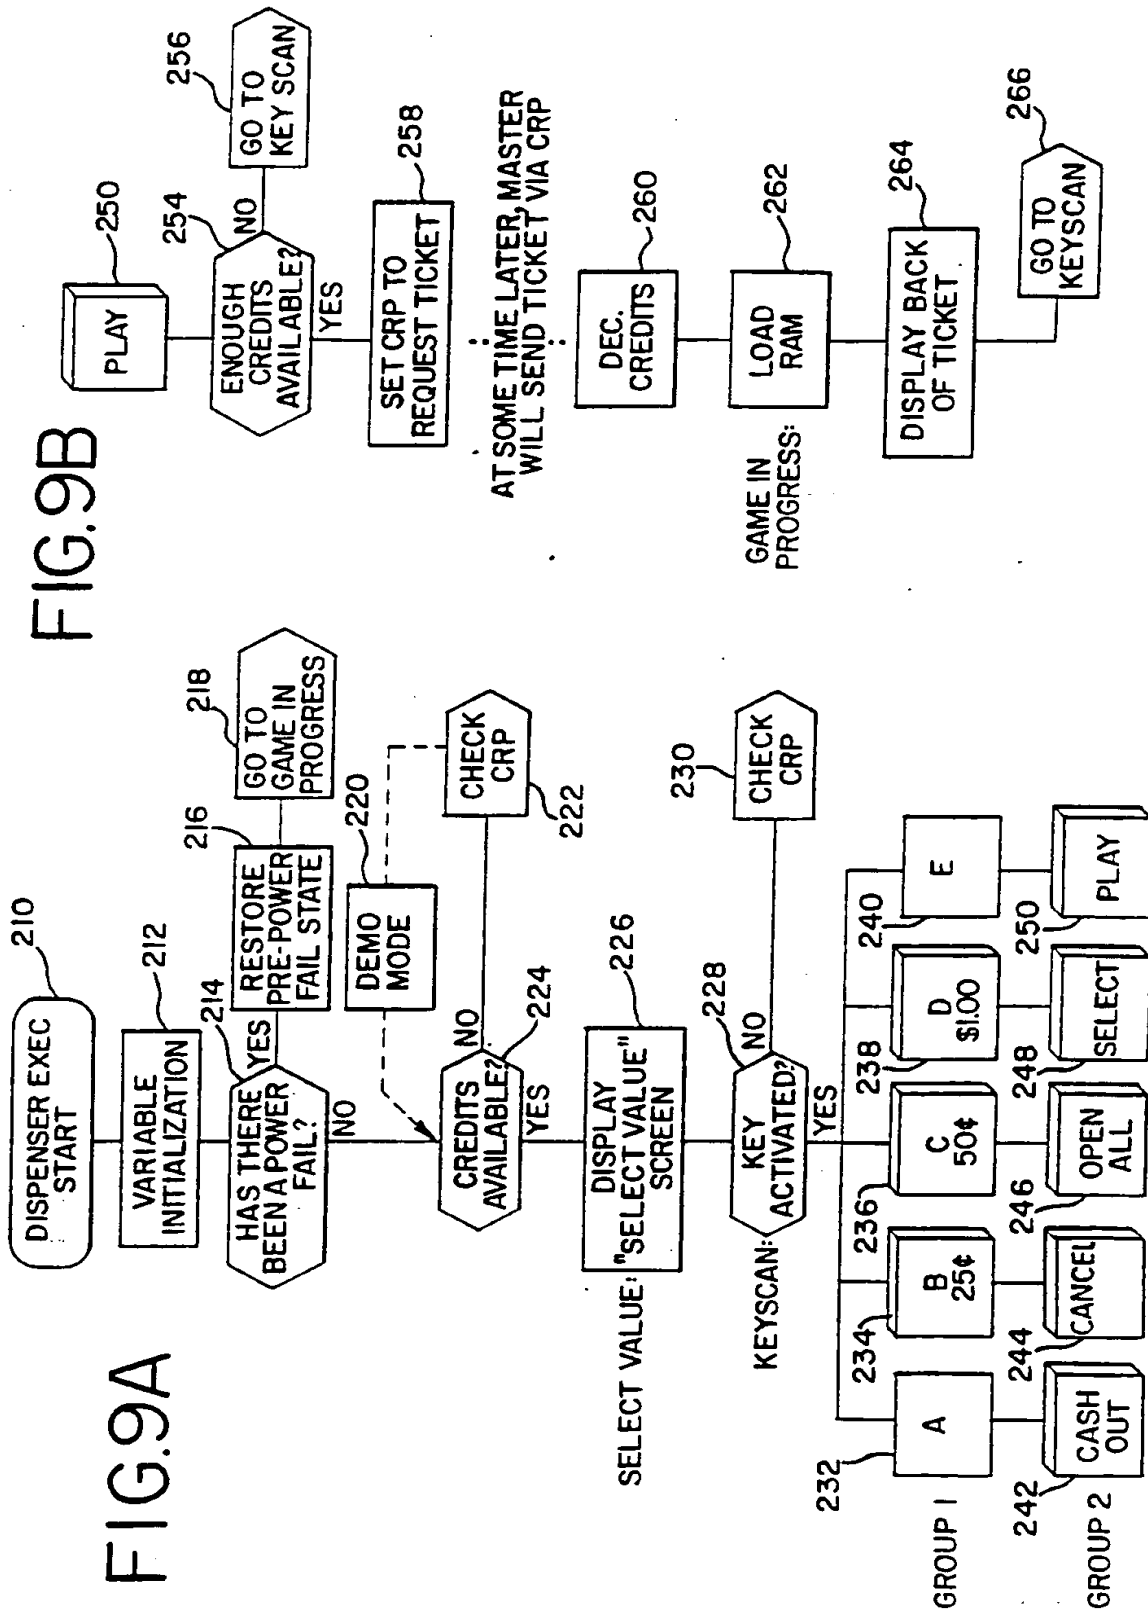 FIG.9A
DISPENSER EXEC
START
210
VARIABLE
INITIALIZATION
212
HAS THERE
BEEN A POWER
FAIL?
214
YES
NO
RESTORE
PRE-POWER
FAIL STATE
216
GO TO
GAME IN
PROGRESS
218
DEMO
MODE
220
CHECK
CRP
222
CREDITS
AVAILABLE?
224
NO
YES
SELECT VALUE:
DISPLAY
"SELECT VALUE"
SCREEN
226
KEYSCAN:
KEY
ACTIVATED?
228
NO
YES
CHECK
CRP
230
GROUP 1
232
A
234
B
25¢
236
C
50¢
238
D
$1.00
240
E
GROUP 2
242
CASH
OUT
244
CANCEL
246
OPEN
ALL
248
SELECT
250
PLAY
FIG.9B
PLAY
250
ENOUGH
CREDITS
AVAILABLE?
254
NO
YES
GO TO
KEY SCAN
256
SET CRP TO
REQUEST TICKET
258
AT SOME TIME LATER, MASTER
WILL SEND TICKET VIA CRP
DEC.
CREDITS
260
GAME IN
PROGRESS:
LOAD
RAM
262
DISPLAY BACK
OF TICKET
264
GO TO
KEYSCAN
266